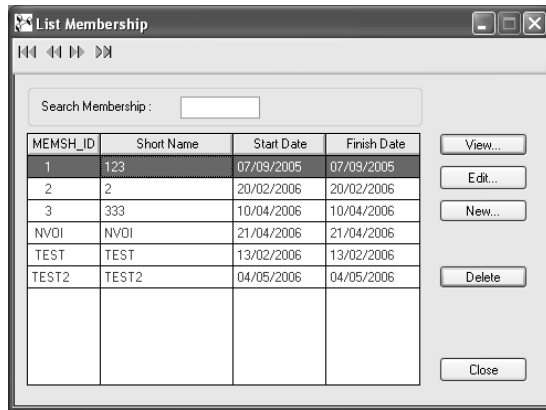 List Membership
Search Membership :
MEMSH_ID Short Name Start Date Finish Date
1 123 07/09/2005 07/09/2005
2 2 20/02/2006 20/02/2006
3 333 10/04/2006 10/04/2006
NVOI NVOI 21/04/2006 21/04/2006
TEST TEST 13/02/2006 13/02/2006
TEST2 TEST2 04/05/2006 04/05/2006
View...
Edit...
New...
Delete
Close